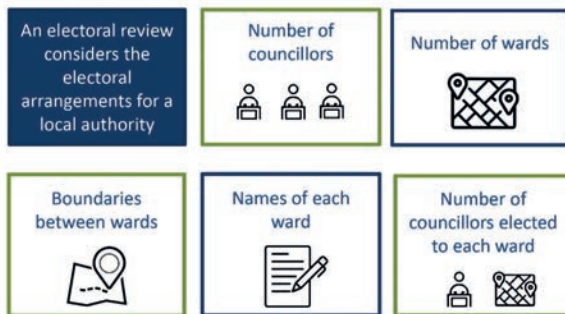 An electoral review
considers the
electoral
arrangements for a
local authority
Number of
councillors
Number of wards
Boundaries
between wards
Names of each
ward
Number of
councillors elected
to each ward